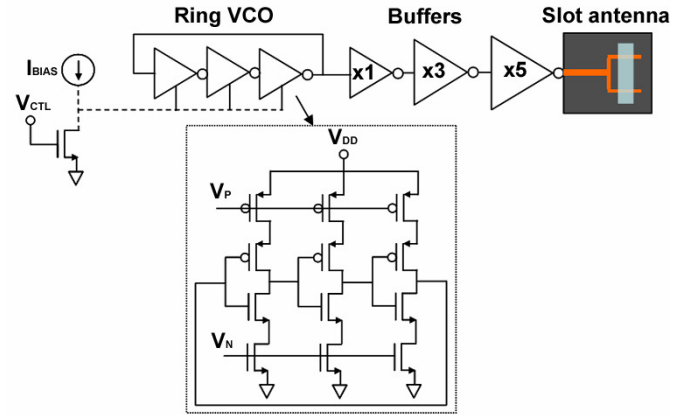 Ring VCO
Buffers
Slot antenna
IBIAS
VCTL
x1
x3
x5
VDD
VP
VN